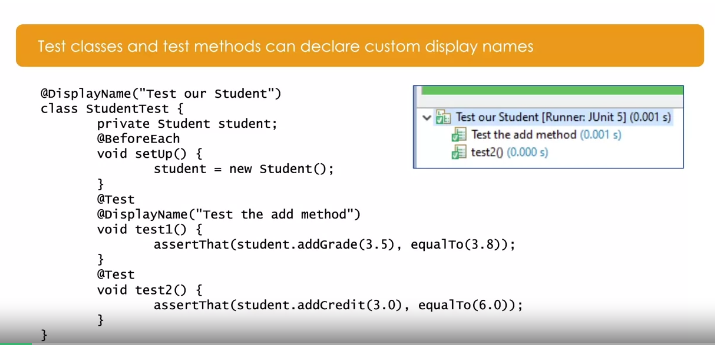 Test classes and test methods can declare custom display names
@DisplayName("Test our Student")
class StudentTest {
private Student student;
@BeforeEach
void setUp() {
student = new Student();
}
@Test
@DisplayName("Test the add method")
void test1() {
assertThat(student.addGrade(3.5), equalTo(3.8));
}
@Test
void test2() {
assertThat(student.addCredit(3.0), equalTo(6.0));
}
}
Test our Student [Runner: JUnit 5] (0.001 s)
Test the add method (0.001 s)
test2() (0.000 s)